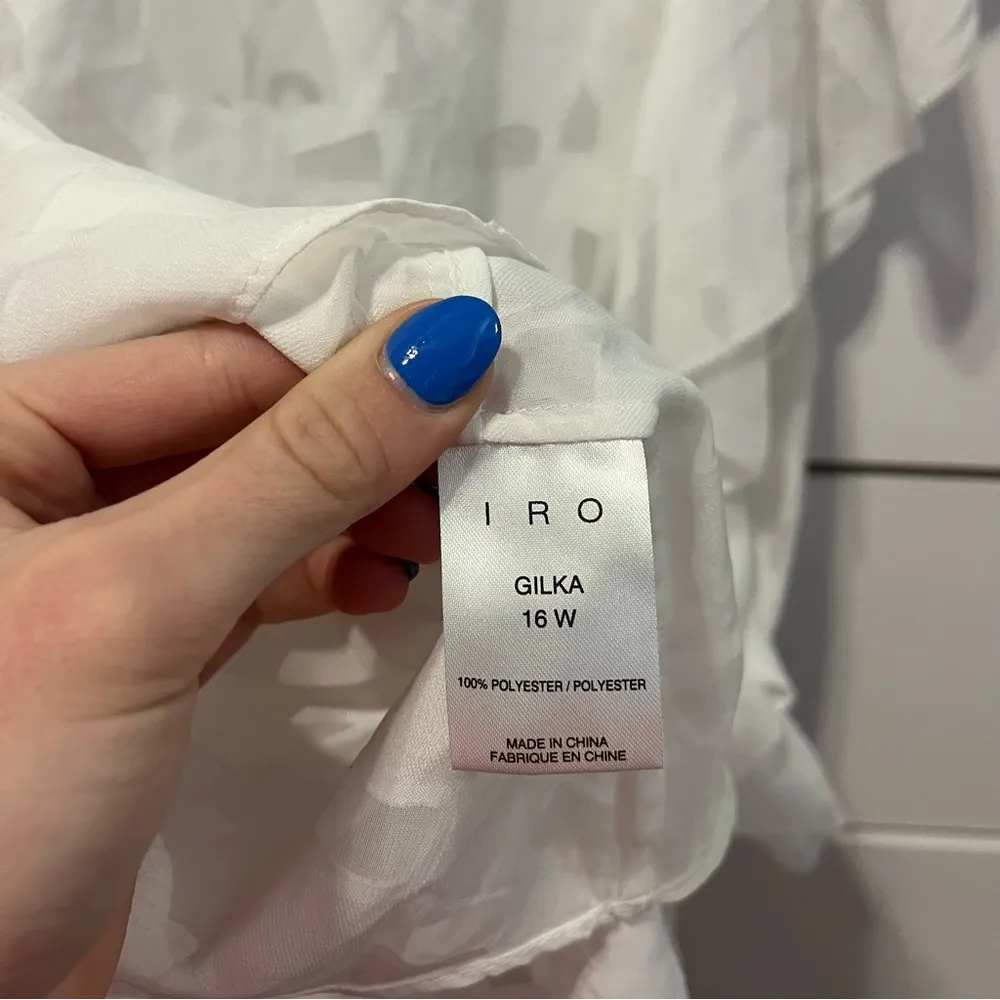 I R O
GILKA
16 W
100% POLYESTER / POLYESTER
MADE IN CHINA
FABRIQUE EN CHINE